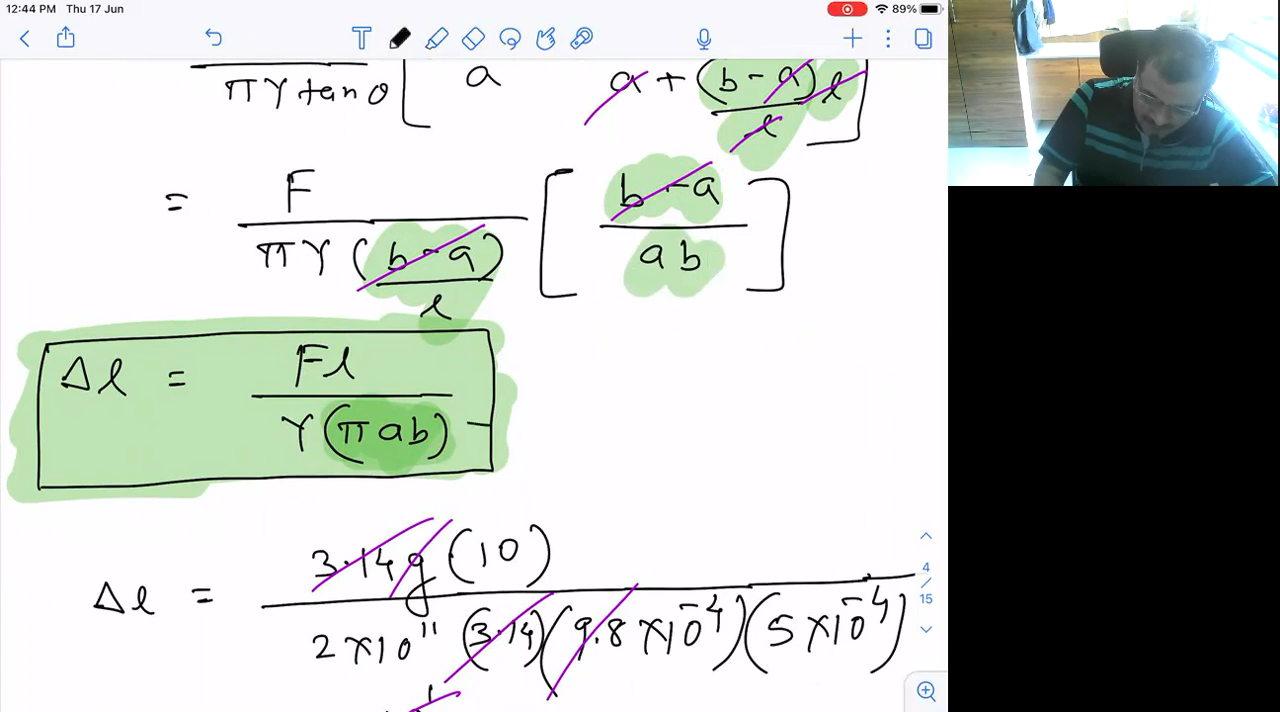 12:44 PM Thu 17 Jun 89%
πY tanθ [ a a + (b - a) l / l ]
= F / πY (b - a) / l [ b - a / ab ]
Δl = Fl / Y (πab)
Δl = 3.14g (10) / 2×10¹¹ (3.14) (9.8 ×10⁻⁴) (5 ×10⁻⁴)
4 / 15